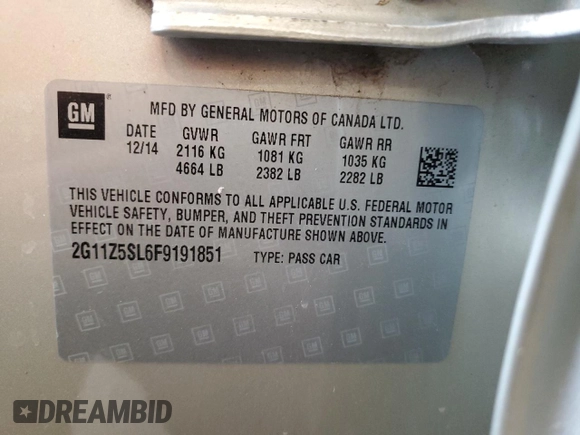 GM
MFD BY GENERAL MOTORS OF CANADA LTD.
DATE GVWR GAWR FRT GAWR RR
12/14 2116 KG 1081 KG 1035 KG
4664 LB 2382 LB 2282 LB
THIS VEHICLE CONFORMS TO ALL APPLICABLE U.S. FEDERAL MOTOR
VEHICLE SAFETY, BUMPER, AND THEFT PREVENTION STANDARDS IN
EFFECT ON THE DATE OF MANUFACTURE SHOWN ABOVE.
2G11Z5SL6F9191851 TYPE: PASS CAR
DREAMBID